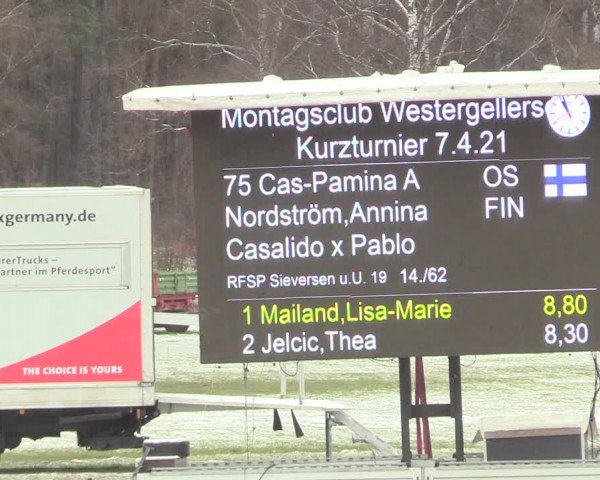 Montagsclub Westergellers
Kurzturnier 7.4.21
75 Cas-Pamina A OS
Nordström,Annina FIN
Casalido x Pablo
RFSP Sieversen u.U. 19 14./62
1 Mailand,Lisa-Marie 8,80
2 Jelcic,Thea 8,30
xgermany.de
urerTrucks –
artner im Pferdesport"
THE CHOICE IS YOURS